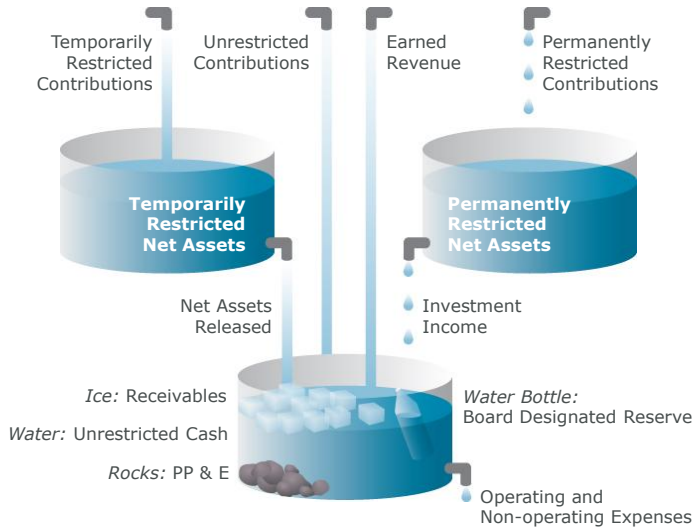 Temporarily
Restricted
Contributions
Unrestricted
Contributions
Earned
Revenue
Permanently
Restricted
Contributions
Temporarily
Restricted
Net Assets
Permanently
Restricted
Net Assets
Net Assets
Released
Investment
Income
Ice: Receivables
Water: Unrestricted Cash
Rocks: PP & E
Water Bottle:
Board Designated Reserve
Operating and
Non-operating Expenses